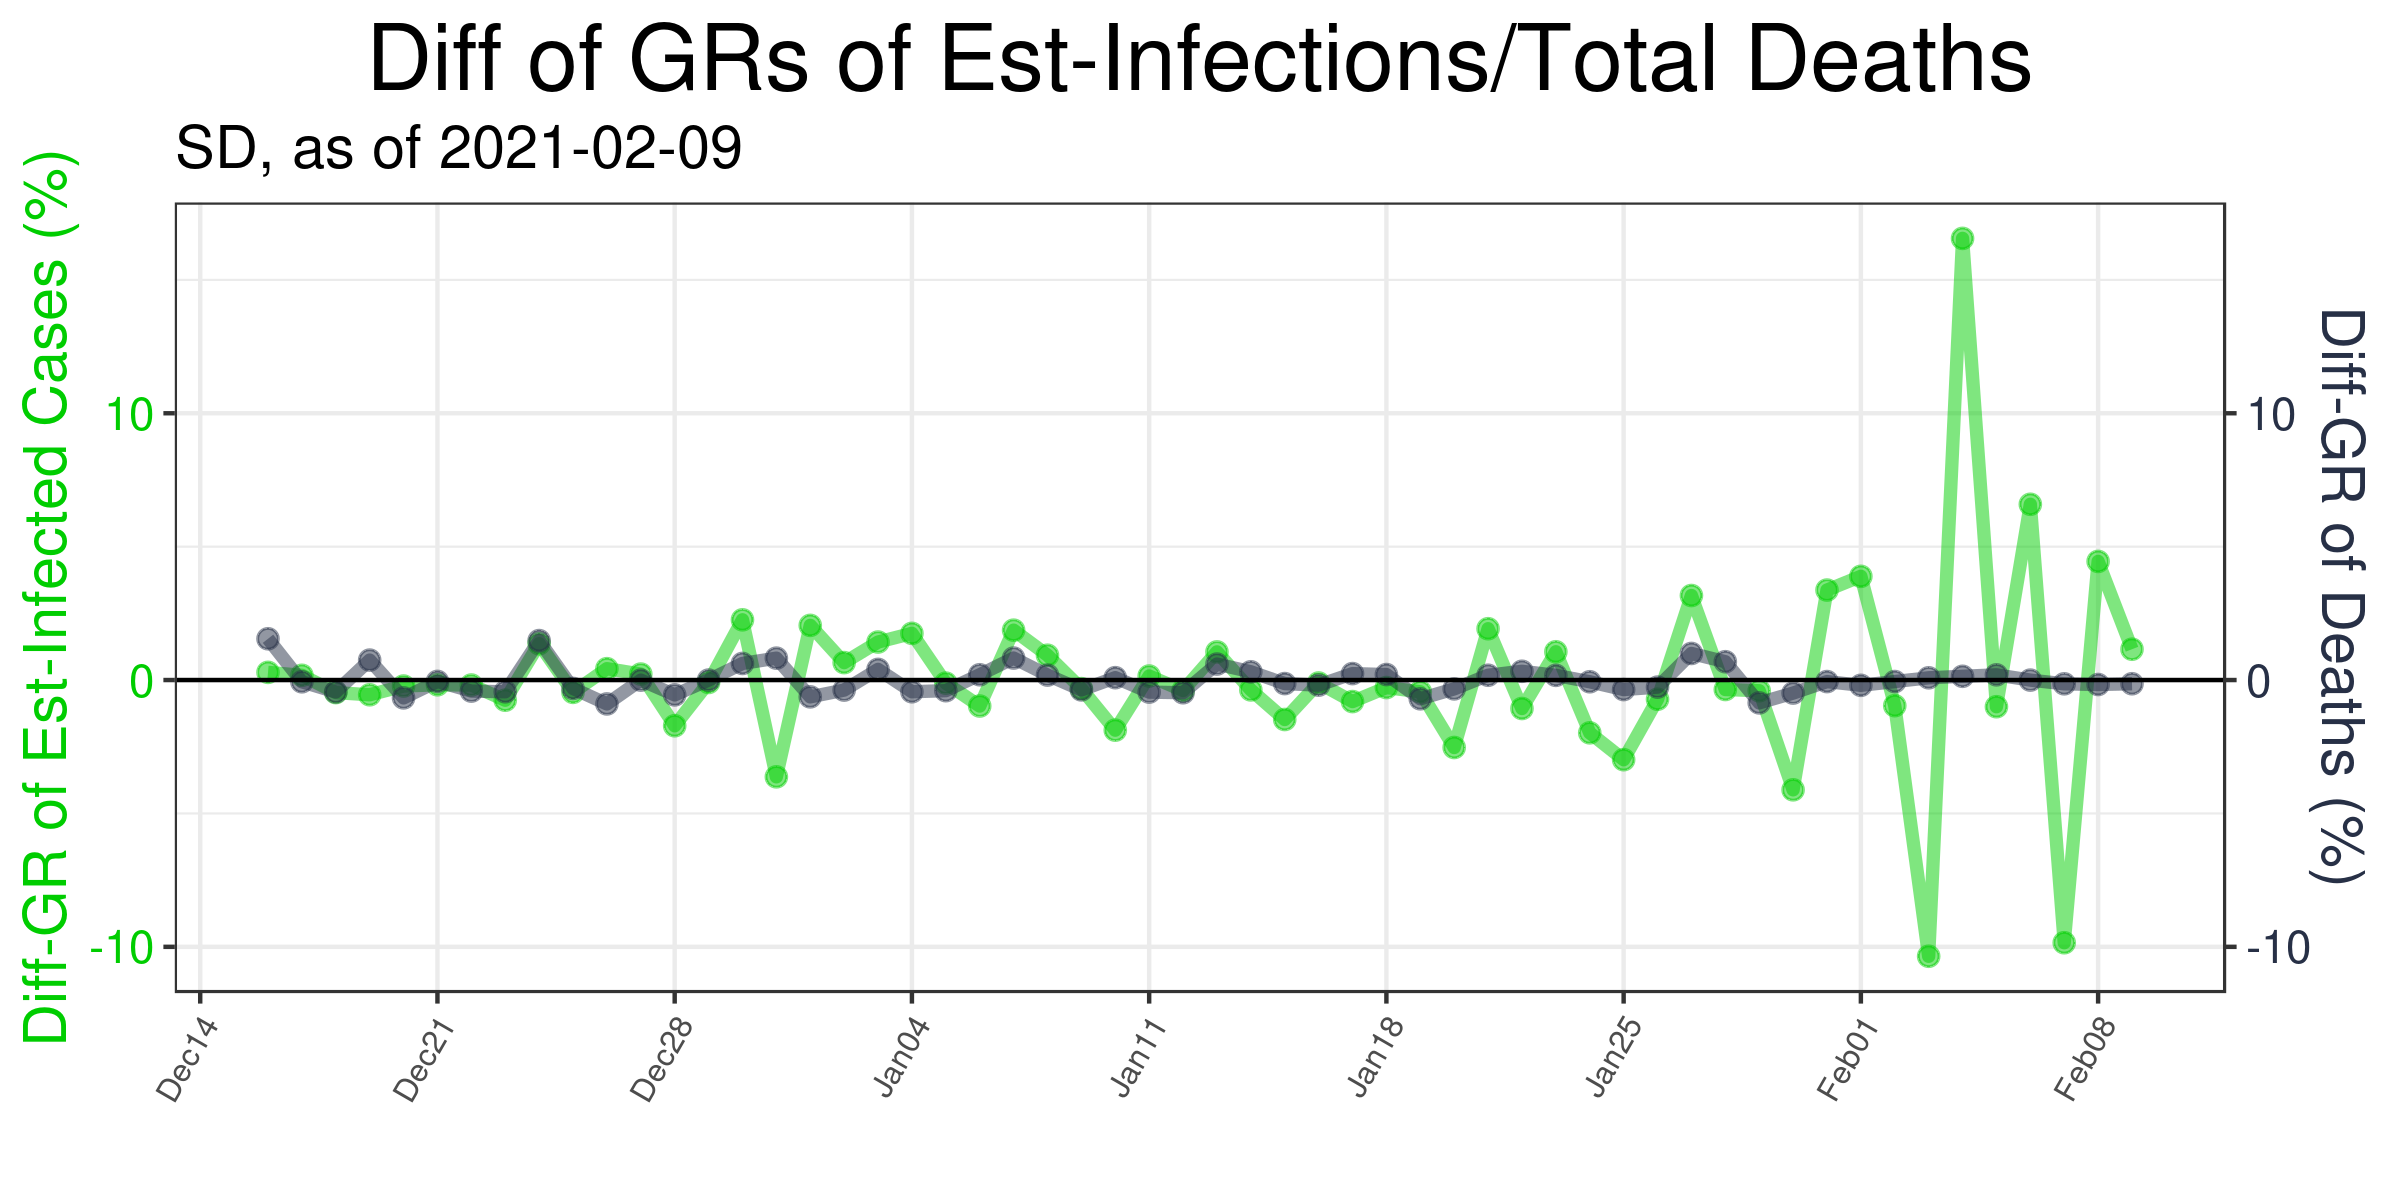 Diff of GRs of Est-Infections/Total Deaths
SD, as of 2021-02-09
Diff-GR of Est-Infected Cases (%)
10
0
-10
10
0
-10
Diff-GR of Deaths (%)
Dec14
Dec21
Dec28
Jan04
Jan11
Jan18
Jan25
Feb01
Feb08